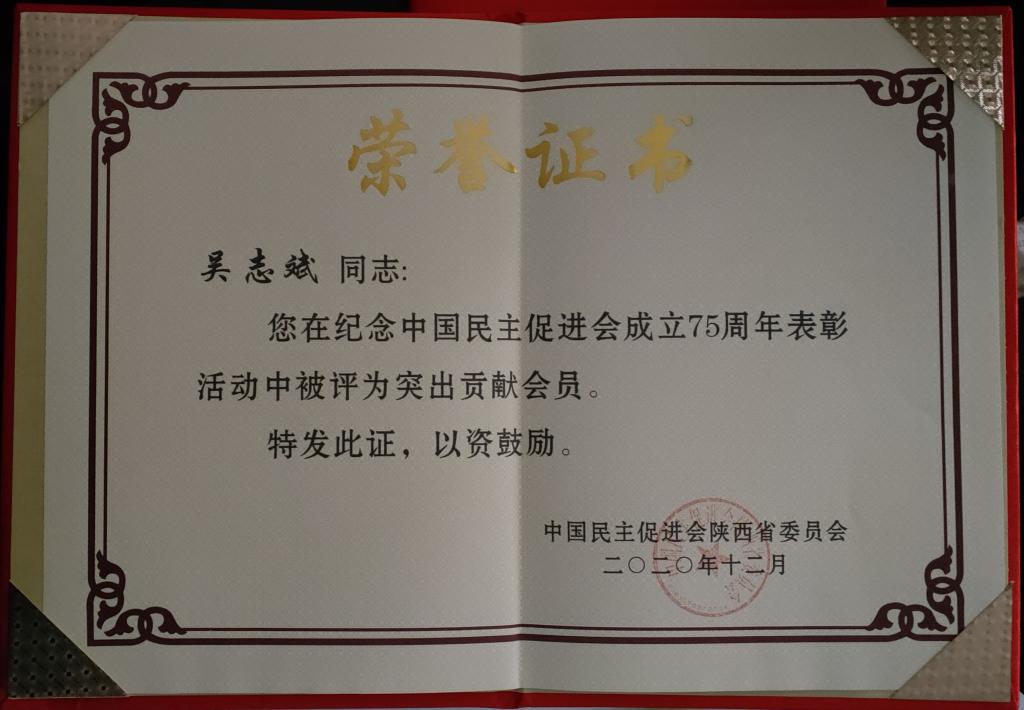 荣誉证书
吴志斌 同志:
您在纪念中国民主促进会成立75周年表彰
活动中被评为突出贡献会员。
特发此证，以资鼓励。
中国民主促进会陕西省委员会
二〇二〇年十二月